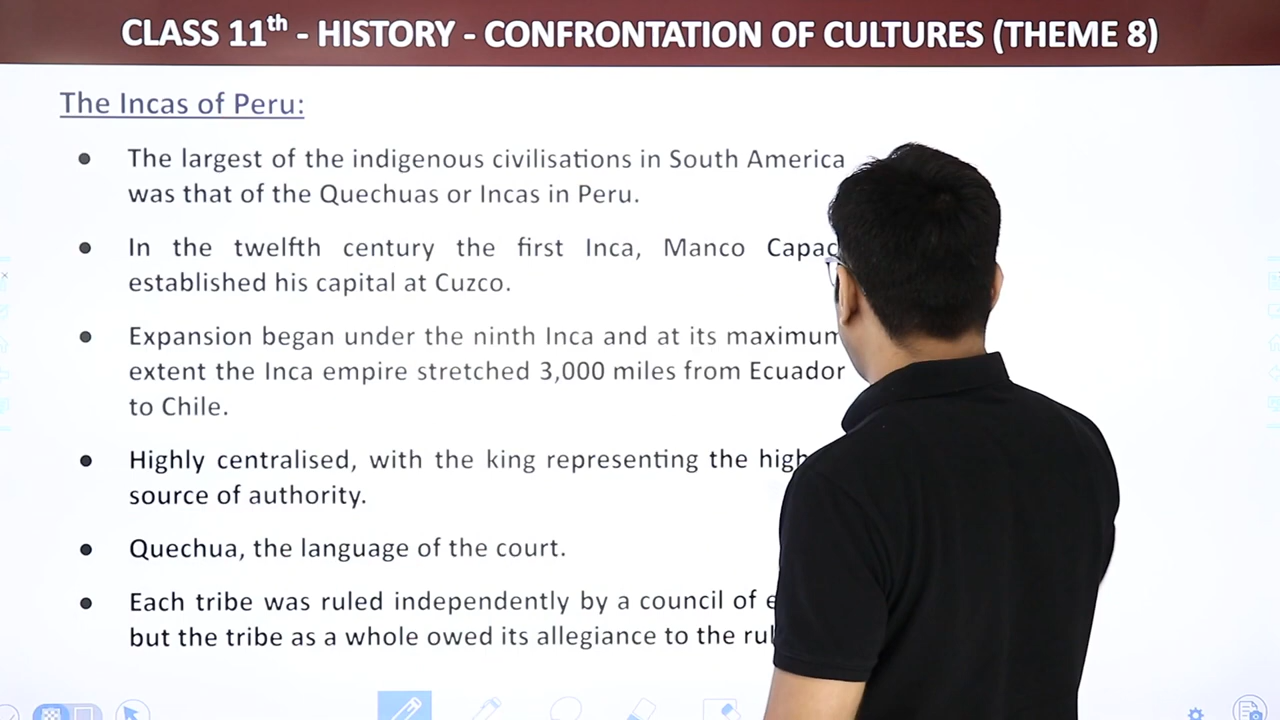 CLASS 11th - HISTORY - CONFRONTATION OF CULTURES (THEME 8)
The Incas of Peru:
● The largest of the indigenous civilisations in South America
was that of the Quechuas or Incas in Peru.
● In the twelfth century the first Inca, Manco Capac
established his capital at Cuzco.
● Expansion began under the ninth Inca and at its maximum
extent the Inca empire stretched 3,000 miles from Ecuador
to Chile.
● Highly centralised, with the king representing the
source of authority.
● Quechua, the language of the court.
● Each tribe was ruled independently by a council of
but the tribe as a whole owed its allegiance to the